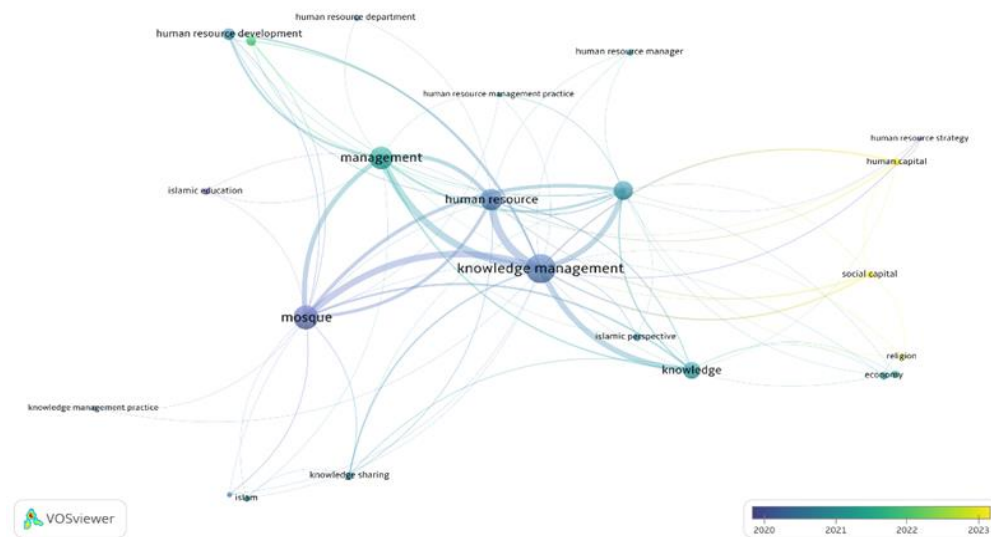 human resource department
human resource development
human resource manager
human resource management practice
human resource strategy
management
human capital
islamic education
human resource
knowledge management
social capital
mosque
islamic perspective
religion
knowledge
economy
knowledge management practice
knowledge sharing
islam
VOSviewer
2020 2021 2022 2023